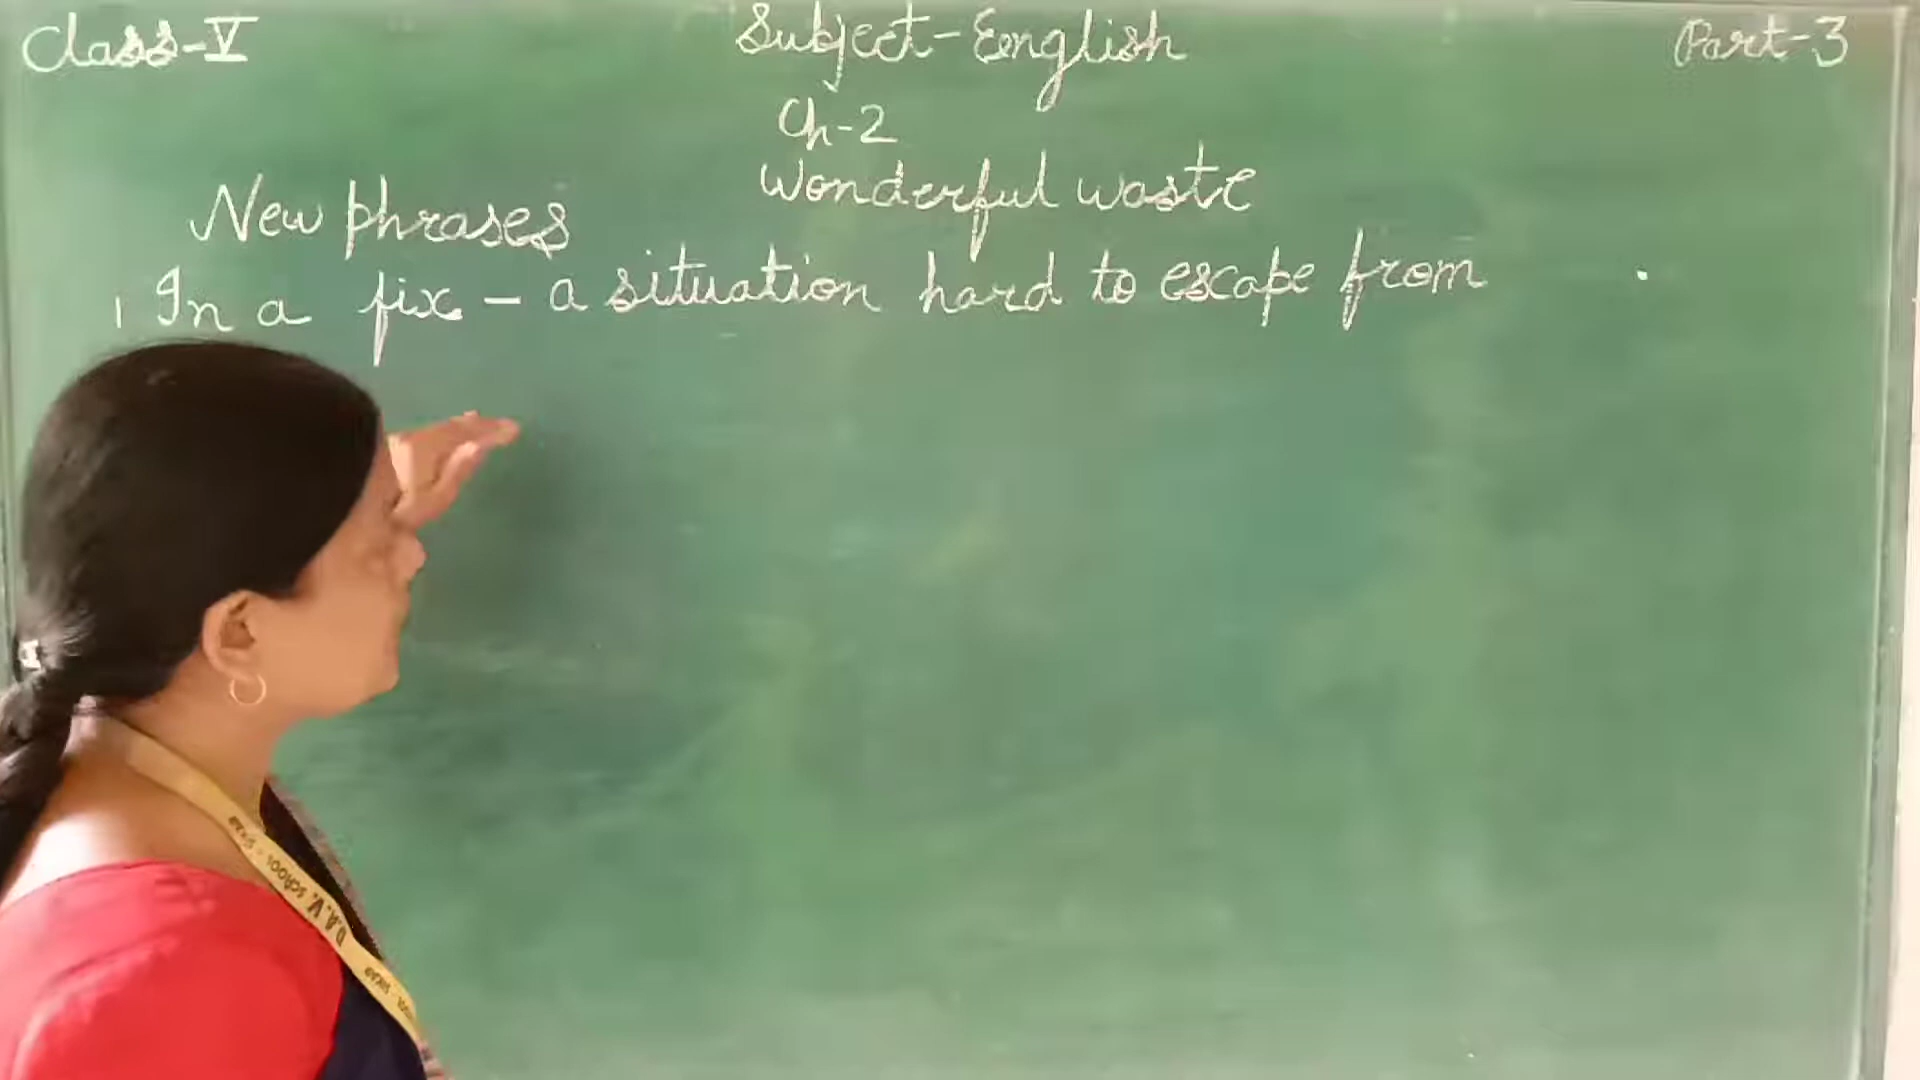 Class-V
Subject-English
Part-3
Ch-2
Wonderful waste
New phrases
1 In a fix - a situation hard to escape from
D.A.V. SCHOOL